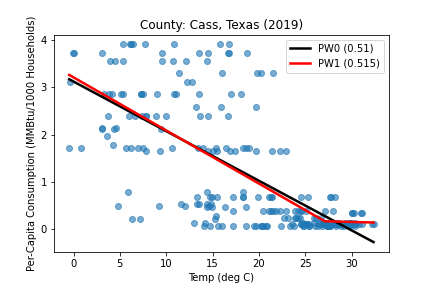 County: Cass, Texas (2019)
PW0 (0.51)
PW1 (0.515)
Per-Capita Consumption (MMBtu/1000 Households)
4
3
2
1
0
0 5 10 15 20 25 30
Temp (deg C)